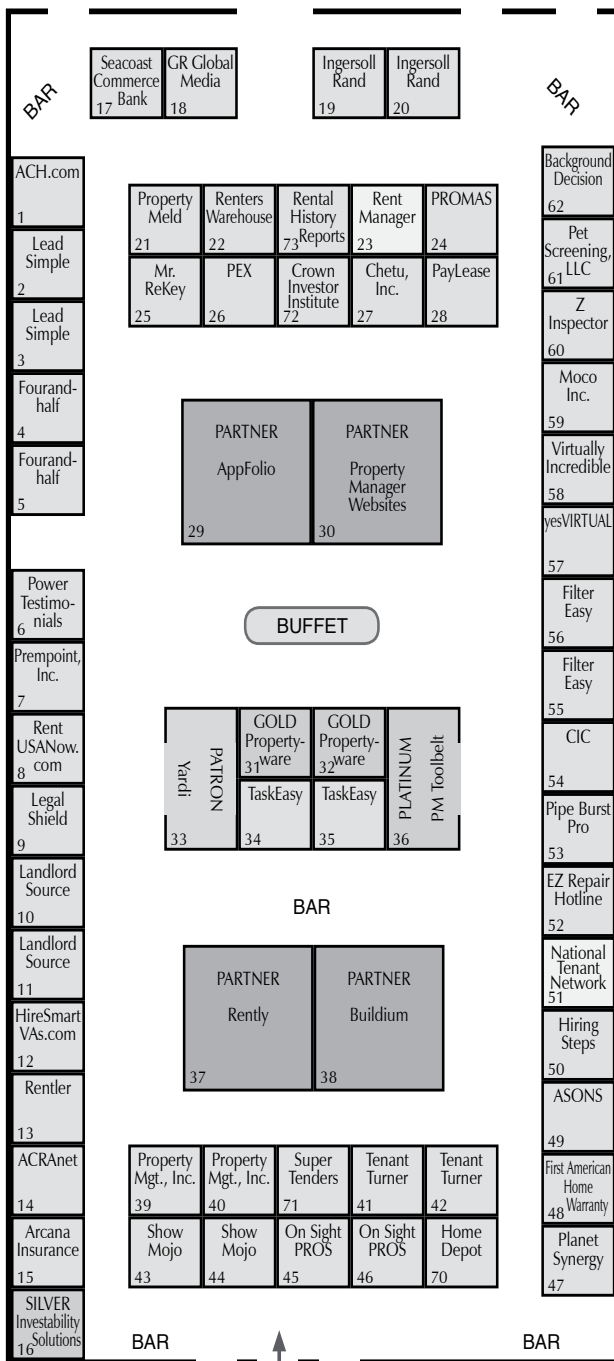 BAR
Seacoast
Commerce
Bank
17
GR Global
Media
18
Ingersoll
Rand
19
Ingersoll
Rand
20
BAR
ACH.com
1
Lead
Simple
2
Lead
Simple
3
Fourand-
half
4
Fourand-
half
5
Property
Meld
21
Renters
Warehouse
22
Rental
History
Reports
73
Rent
Manager
23
PROMAS
24
Mr.
ReKey
25
PEX
26
Crown
Investor
Institute
72
Chetu,
Inc.
27
PayLease
28
Background
Decision
62
Pet
Screening,
LLC
61
Z
Inspector
60
Moco
Inc.
59
Virtually
Incredible
58
yesVIRTUAL
57
Filter
Easy
56
Filter
Easy
55
CIC
54
Pipe Burst
Pro
53
EZ Repair
Hotline
52
National
Tenant
Network
51
Hiring
Steps
50
ASONS
49
First American
Home
Warranty
48
Planet
Synergy
47
PARTNER
AppFolio
29
PARTNER
Property
Manager
Websites
30
BUFFET
Power
Testimo-
nials
6
Prempoint,
Inc.
7
Rent
USANow.
com
8
Legal
Shield
9
Landlord
Source
10
Landlord
Source
11
HireSmart
VAs.com
12
Rentler
13
ACRAnet
14
Arcana
Insurance
15
SILVER
Investability
Solutions
16
PATRON
Yardi
33
GOLD
Property-
ware
31
GOLD
Property-
ware
32
TaskEasy
34
TaskEasy
35
PLATINUM
PM Toolbelt
36
BAR
PARTNER
Rently
37
PARTNER
Buildium
38
Property
Mgt., Inc.
39
Property
Mgt., Inc.
40
Super
Tenders
71
Tenant
Turner
41
Tenant
Turner
42
Show
Mojo
43
Show
Mojo
44
On Sight
PROS
45
On Sight
PROS
46
Home
Depot
70
BAR
BAR